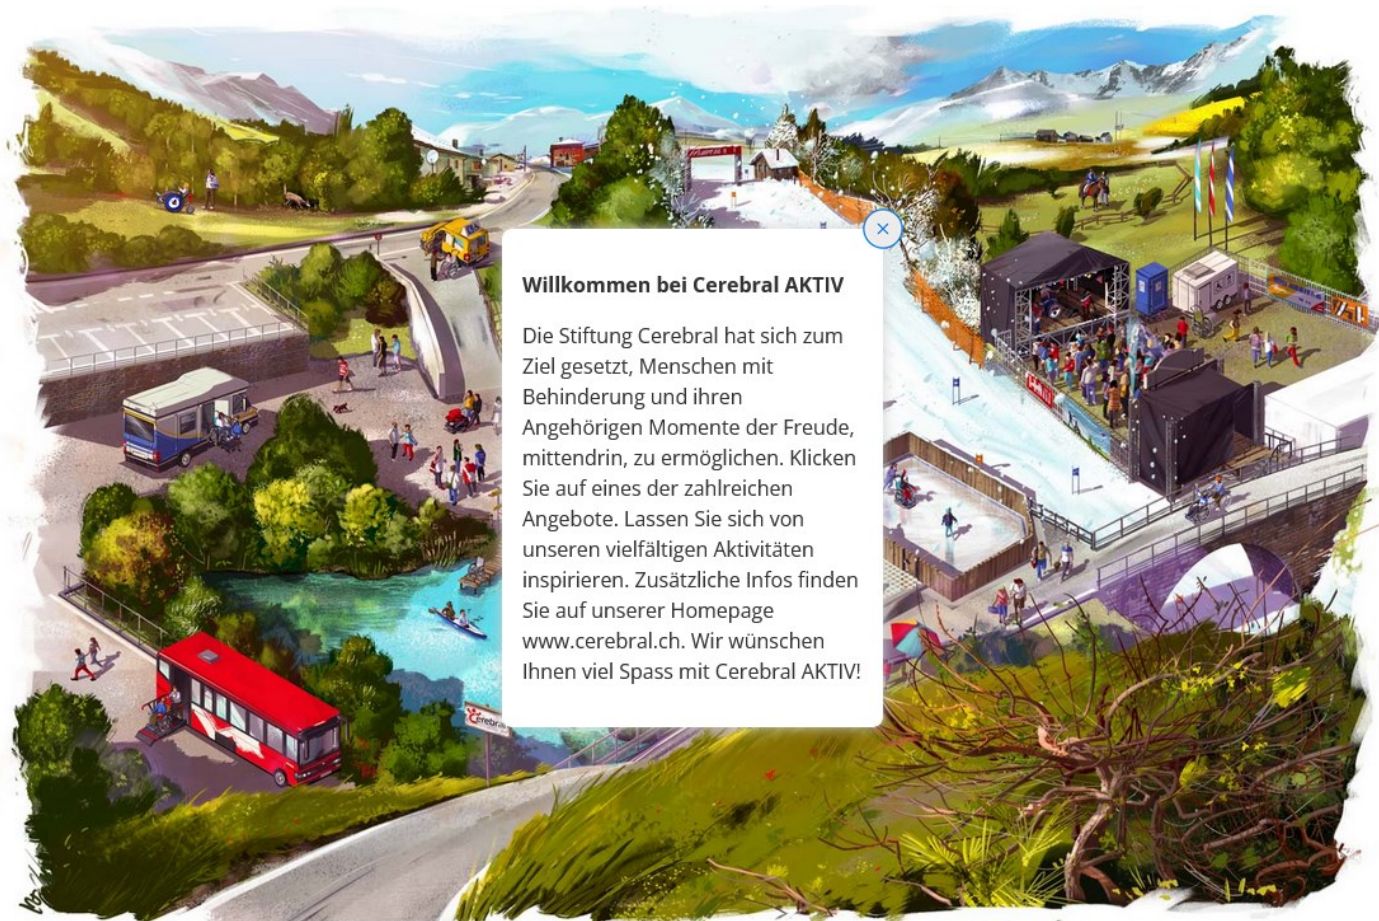 Willkommen bei Cerebral AKTIV
Die Stiftung Cerebral hat sich zum
Ziel gesetzt, Menschen mit
Behinderung und ihren
Angehörigen Momente der Freude,
mittendrin, zu ermöglichen. Klicken
Sie auf eines der zahlreichen
Angebote. Lassen Sie sich von
unseren vielfältigen Aktivitäten
inspirieren. Zusätzliche Infos finden
Sie auf unserer Homepage
www.cerebral.ch. Wir wünschen
Ihnen viel Spass mit Cerebral AKTIV!
Cerebral